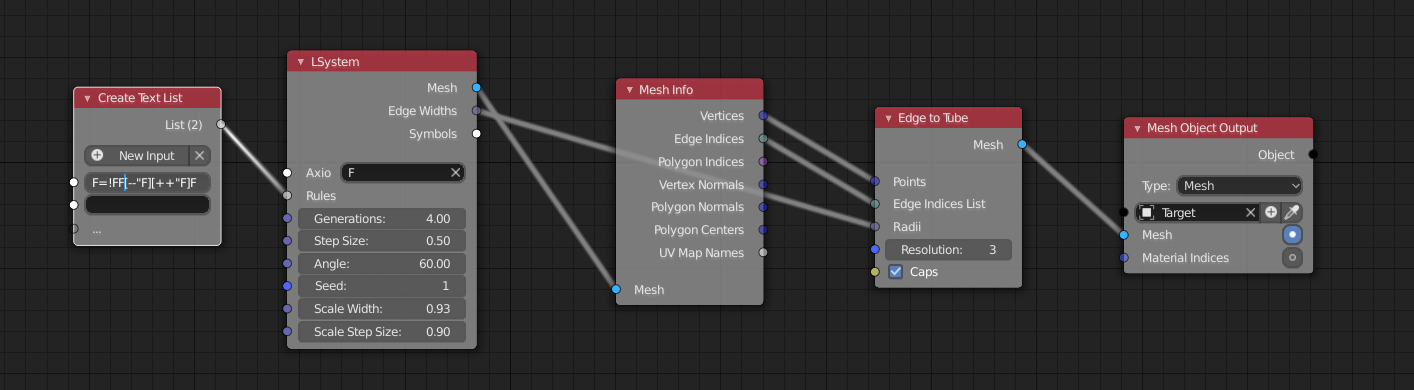 Create Text List
List (2)
New Input
F=!FF[--"F][++"F]F
...
LSystem
Mesh
Edge Widths
Symbols
Axio F
Rules
Generations: 4.00
Step Size: 0.50
Angle: 60.00
Seed: 1
Scale Width: 0.93
Scale Step Size: 0.90
Mesh Info
Vertices
Edge Indices
Polygon Indices
Vertex Normals
Polygon Normals
Polygon Centers
UV Map Names
Mesh
Edge to Tube
Mesh
Points
Edge Indices List
Radii
Resolution: 3
Caps
Mesh Object Output
Object
Type: Mesh
Target
Mesh
Material Indices